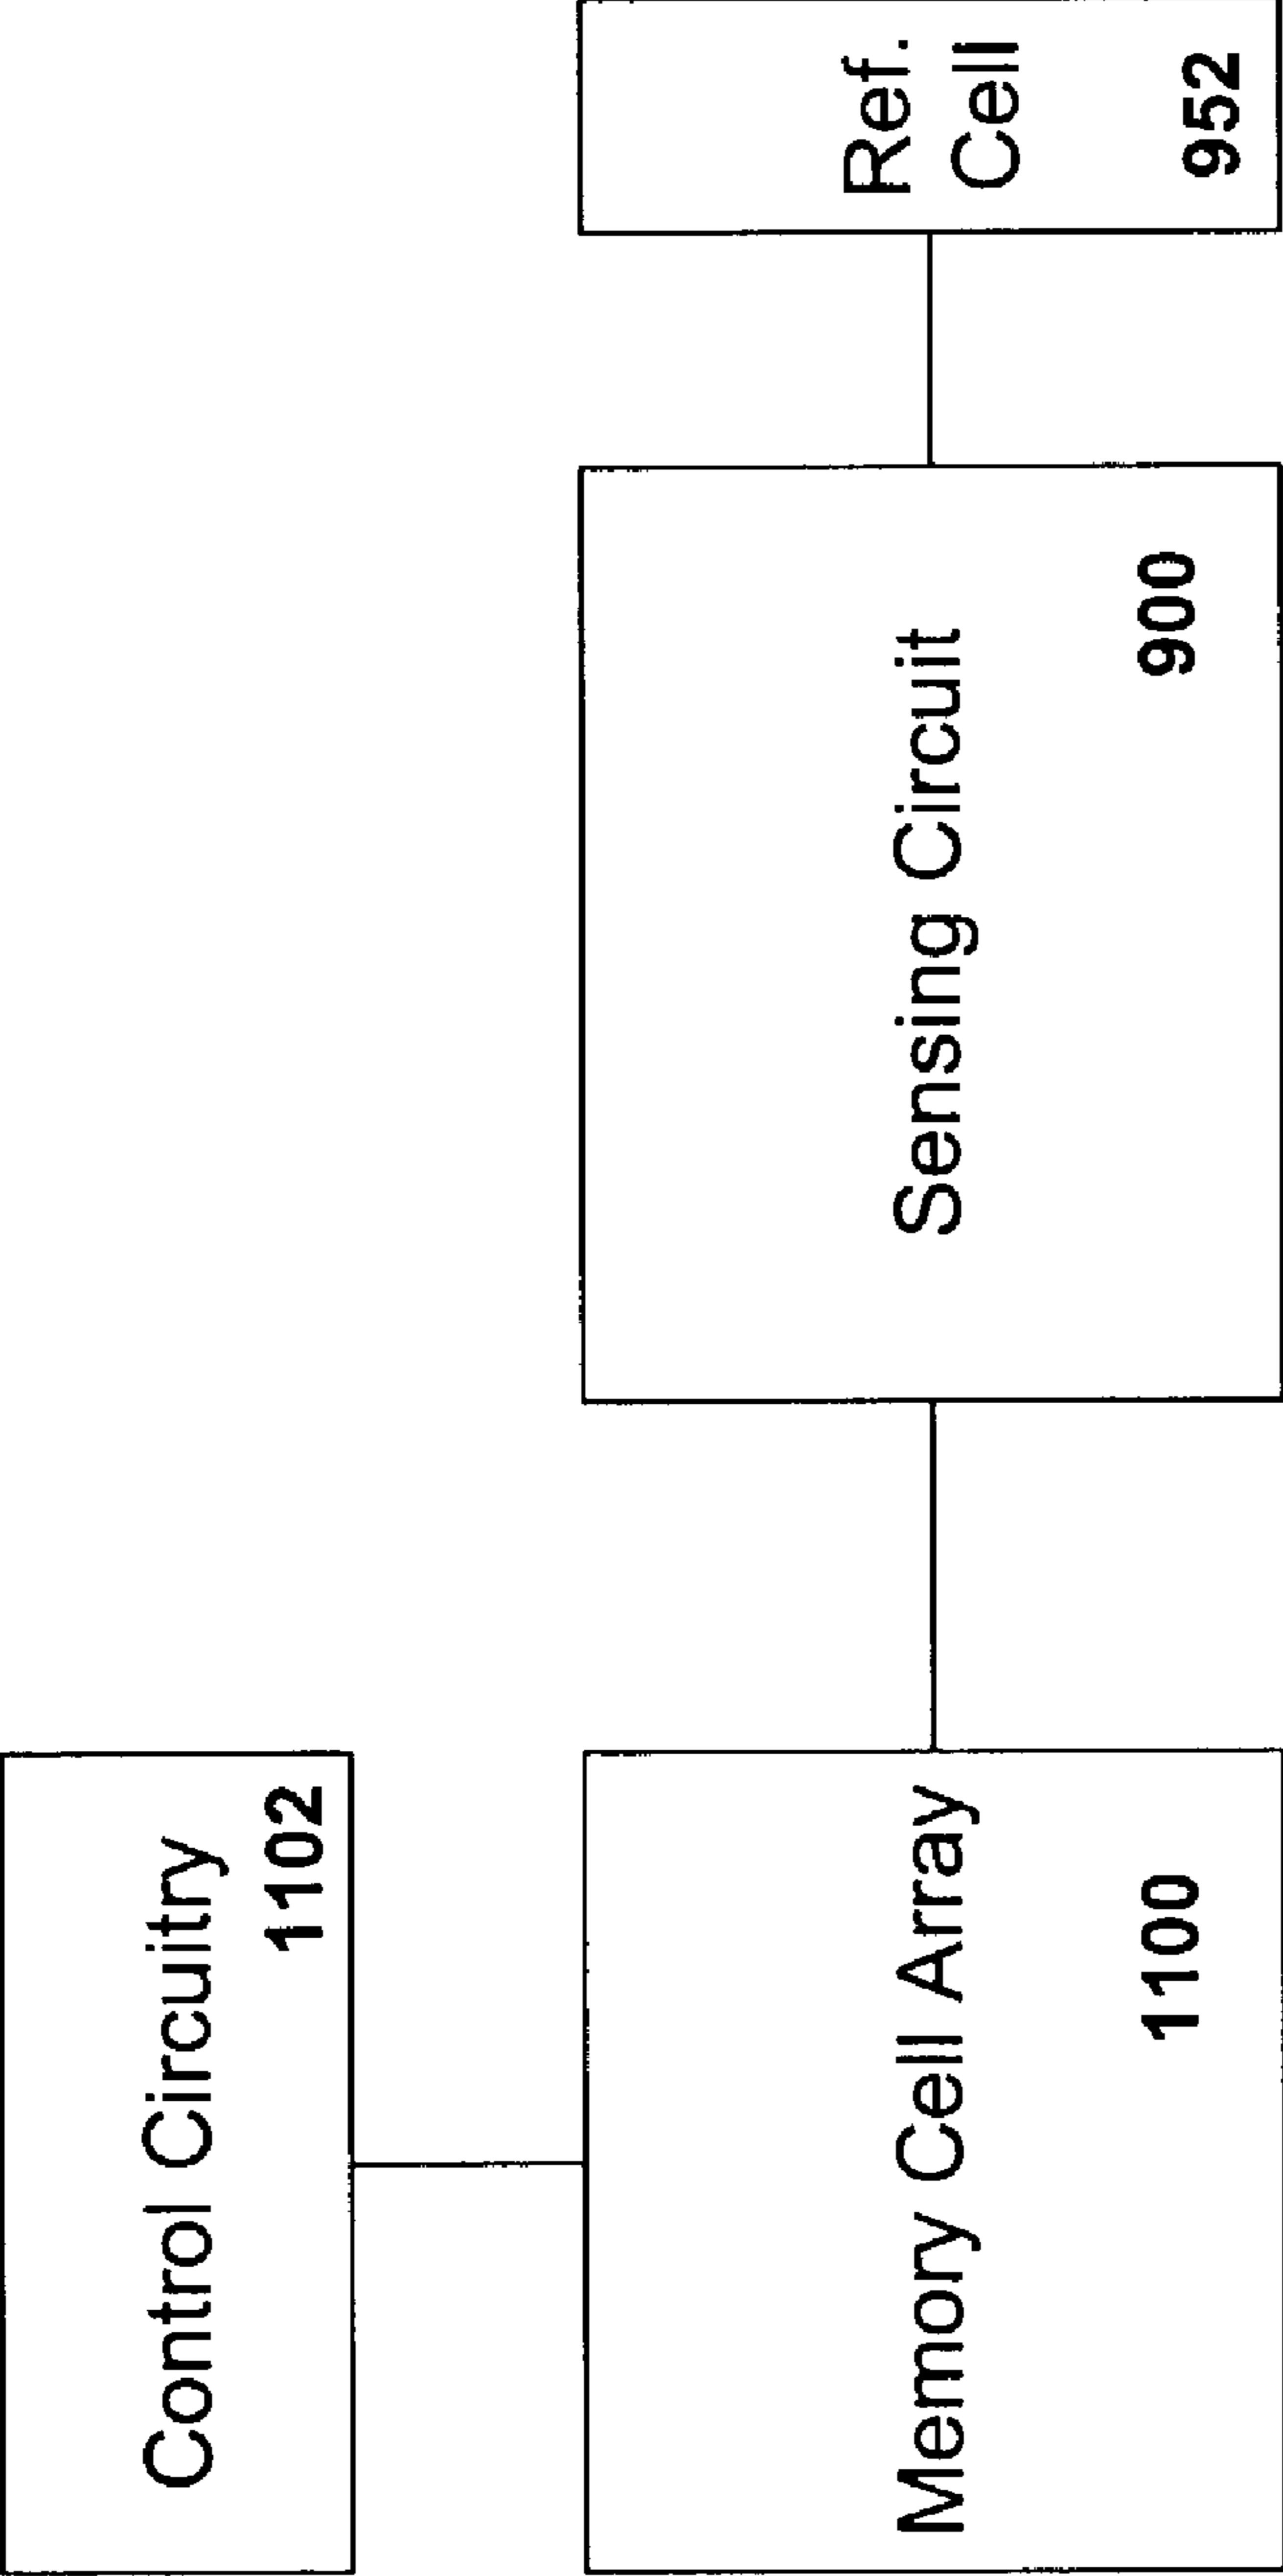 Control Circuitry
1102
Memory Cell Array
1100
Sensing Circuit
900
Ref.
Cell
952